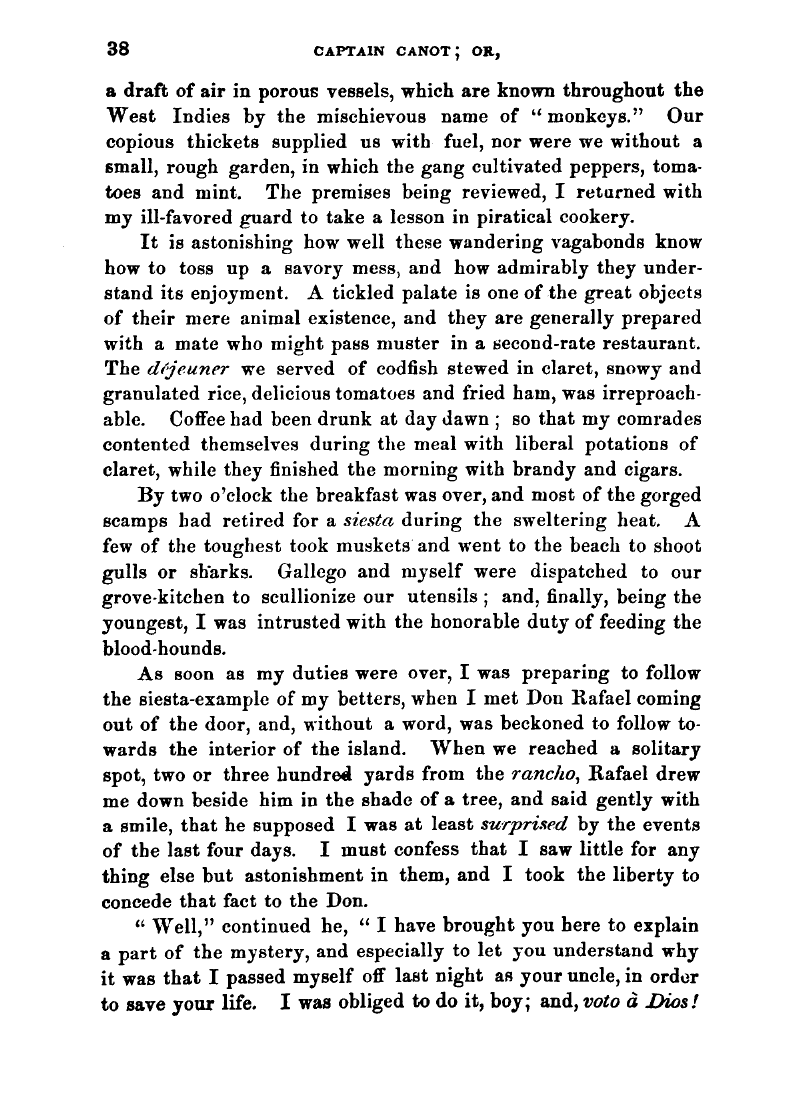 38 CAPTAIN CANOT; OR,
a draft of air in porous vessels, which are known throughout the
West Indies by the mischievous name of “monkeys.” Our
copious thickets supplied us with fuel, nor were we without a
small, rough garden, in which the gang cultivated peppers, toma-
toes and mint. The premises being reviewed, I returned with
my ill-favored guard to take a lesson in piratical cookery.
It is astonishing how well these wandering vagabonds know
how to toss up a savory mess, and how admirably they under-
stand its enjoyment. A tickled palate is one of the great objects
of their mere animal existence, and they are generally prepared
with a mate who might pass muster in a second-rate restaurant.
The déjeuner we served of codfish stewed in claret, snowy and
granulated rice, delicious tomatoes and fried ham, was irreproach-
able. Coffee had been drunk at day dawn; so that my comrades
contented themselves during the meal with liberal potations of
claret, while they finished the morning with brandy and cigars.
By two o’clock the breakfast was over, and most of the gorged
scamps had retired for a siesta during the sweltering heat. A
few of the toughest took muskets and went to the beach to shoot
gulls or sharks. Gallego and myself were dispatched to our
grove-kitchen to scullionize our utensils; and, finally, being the
youngest, I was intrusted with the honorable duty of feeding the
blood-hounds.
As soon as my duties were over, I was preparing to follow
the siesta-example of my betters, when I met Don Rafael coming
out of the door, and, without a word, was beckoned to follow to-
wards the interior of the island. When we reached a solitary
spot, two or three hundred yards from the rancho, Rafael drew
me down beside him in the shade of a tree, and said gently with
a smile, that he supposed I was at least surprised by the events
of the last four days. I must confess that I saw little for any
thing else but astonishment in them, and I took the liberty to
concede that fact to the Don.
“Well,” continued he, “I have brought you here to explain
a part of the mystery, and especially to let you understand why
it was that I passed myself off last night as your uncle, in order
to save your life. I was obliged to do it, boy; and, voto à Dios!